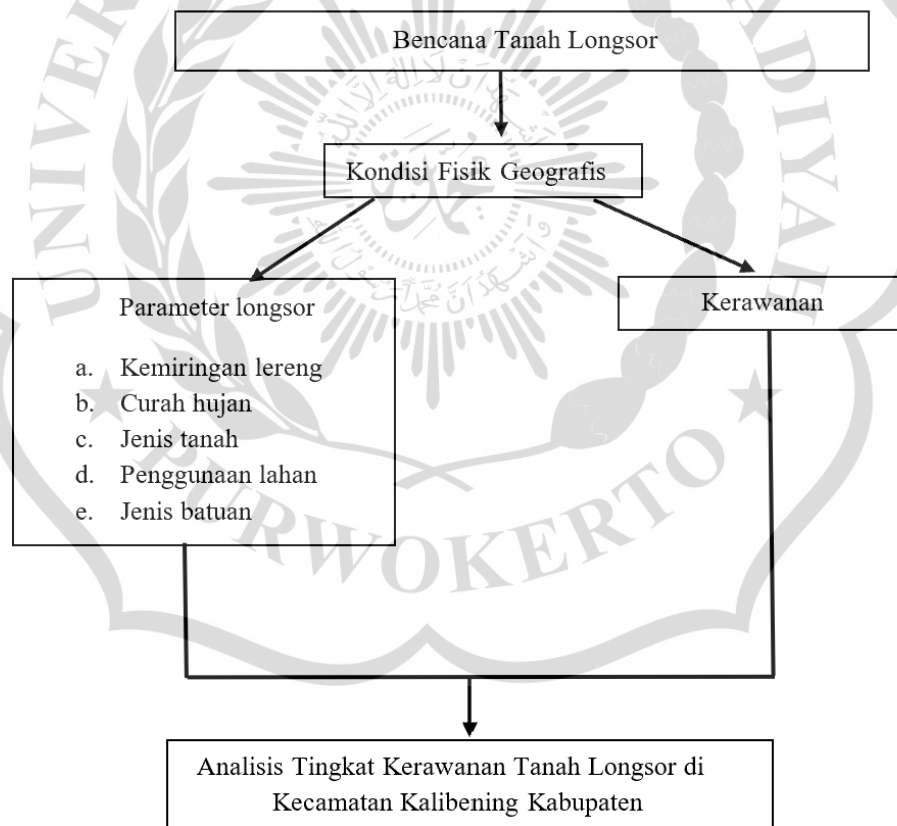 Bencana Tanah Longsor
Kondisi Fisik Geografis
Parameter longsor
a. Kemiringan lereng
b. Curah hujan
c. Jenis tanah
d. Penggunaan lahan
e. Jenis batuan
Kerawanan
Analisis Tingkat Kerawanan Tanah Longsor di
Kecamatan Kalibening Kabupaten
PURWOKERTO